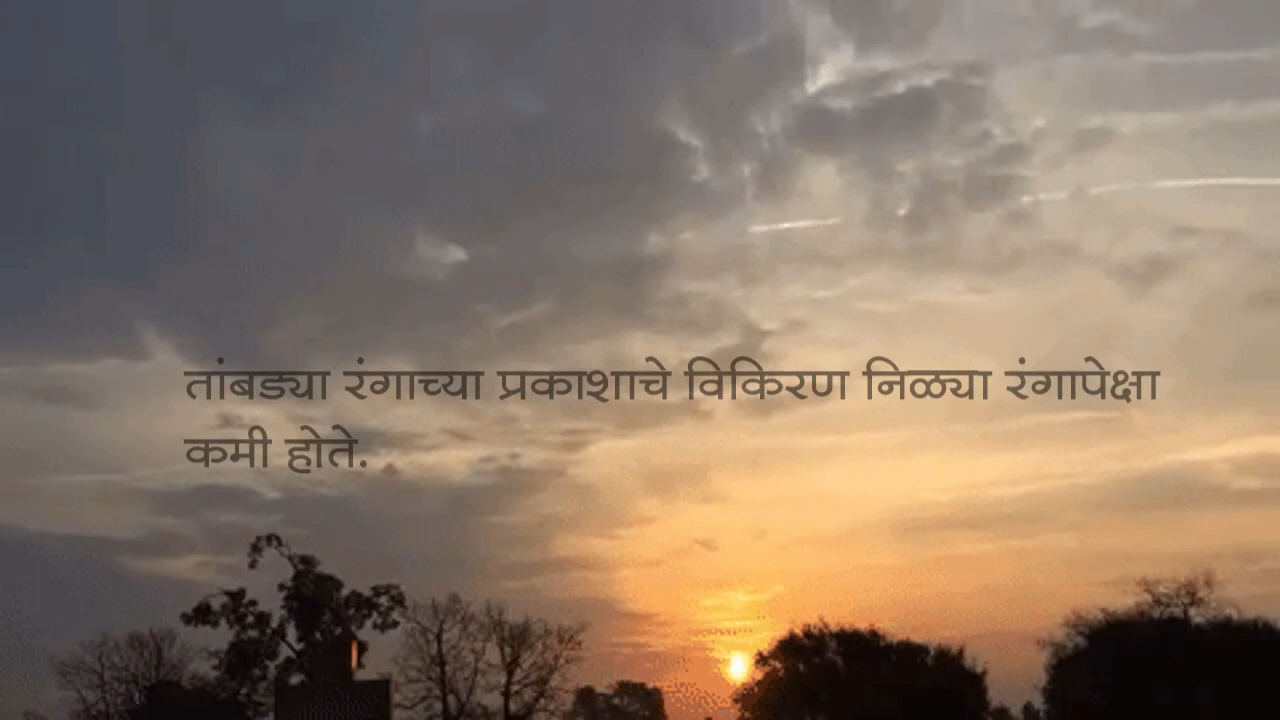 तांबड्या रंगाच्या प्रकाशाचे विकिरण निळ्या रंगापेक्षा
कमी होते.